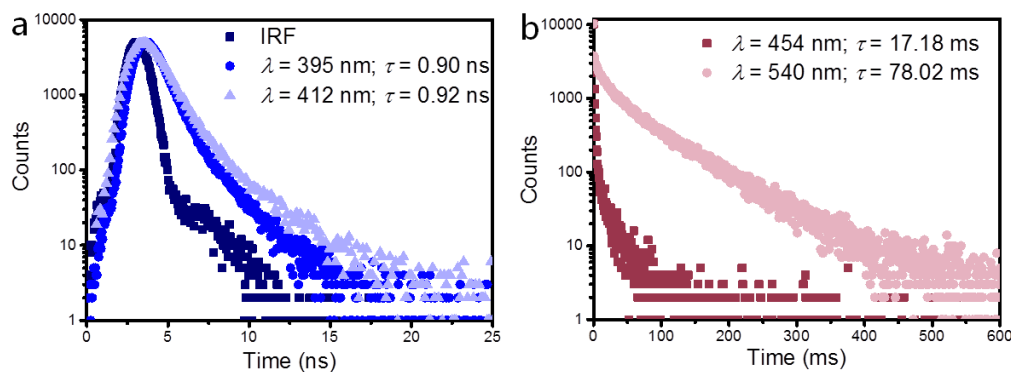 a
10000
1000
100
10
1
Counts
0
5
10
15
20
25
Time (ns)
IRF
λ = 395 nm; τ = 0.90 ns
λ = 412 nm; τ = 0.92 ns
b
10000
1000
100
10
1
Counts
0
100
200
300
400
500
600
Time (ms)
λ = 454 nm; τ = 17.18 ms
λ = 540 nm; τ = 78.02 ms